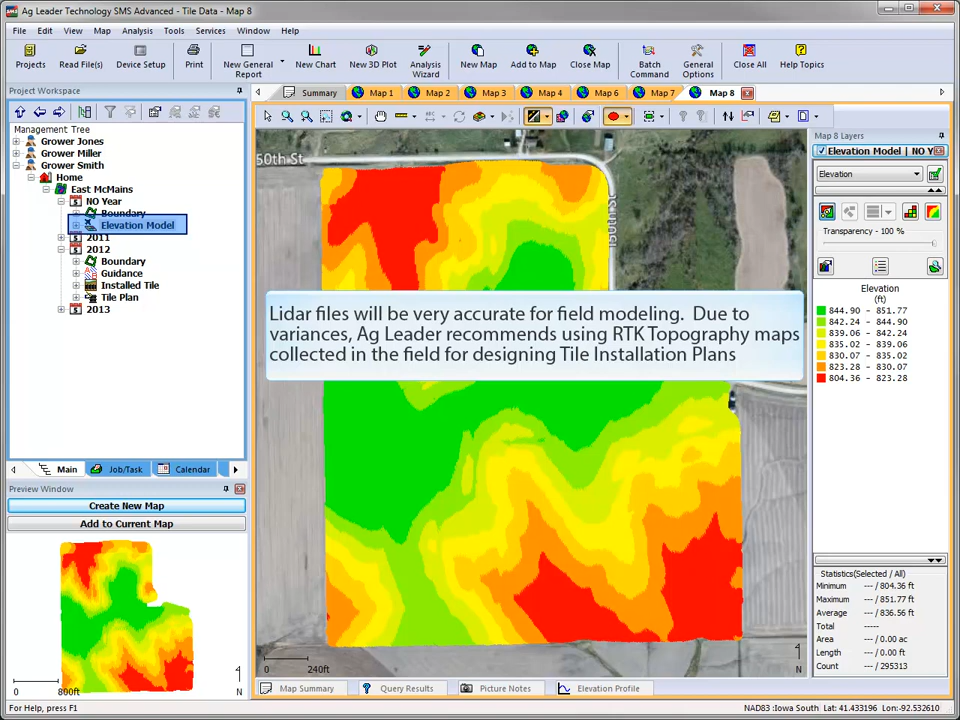 Ag Leader Technology SMS Advanced - Tile Data - Map 8
File Edit View Map Analysis Tools Services Window Help
Projects Read File(s) Device Setup Print New General Report New Chart New 3D Plot Analysis Wizard New Map Add to Map Close Map Batch Command General Options Close All Help Topics
Project Workspace
Summary Map 1 Map 2 Map 3 Map 4 Map 6 Map 7 Map 8
Management Tree
Grower Jones
Grower Miller
Grower Smith
Home
East McMains
NO Year
Boundary
Elevation Model
2011
2012
Boundary
Guidance
Installed Tile
Tile Plan
2013
Main Job/Task Calendar
Preview Window
Create New Map
Add to Current Map
0 800ft N
50th St
Lidar files will be very accurate for field modeling. Due to
variances, Ag Leader recommends using RTK Topography maps
collected in the field for designing Tile Installation Plans
0 240ft N
Map Summary Query Results Picture Notes Elevation Profile
Map 8 Layers
Elevation Model | NO Y
Elevation
Transparency - 100 %
Elevation
(ft)
844.90 - 851.77
842.24 - 844.90
839.06 - 842.24
835.02 - 839.06
830.07 - 835.02
823.28 - 830.07
804.36 - 823.28
Statistics(Selected / All)
Minimum --- / 804.36 ft
Maximum --- / 851.77 ft
Average --- / 836.56 ft
Total -----
Area --- / 0.00 ac
Length --- / 0.00 ft
Count --- / 295313
For Help, press F1
NAD83 :Iowa South Lat: 41.433196 Lon:-92.532610